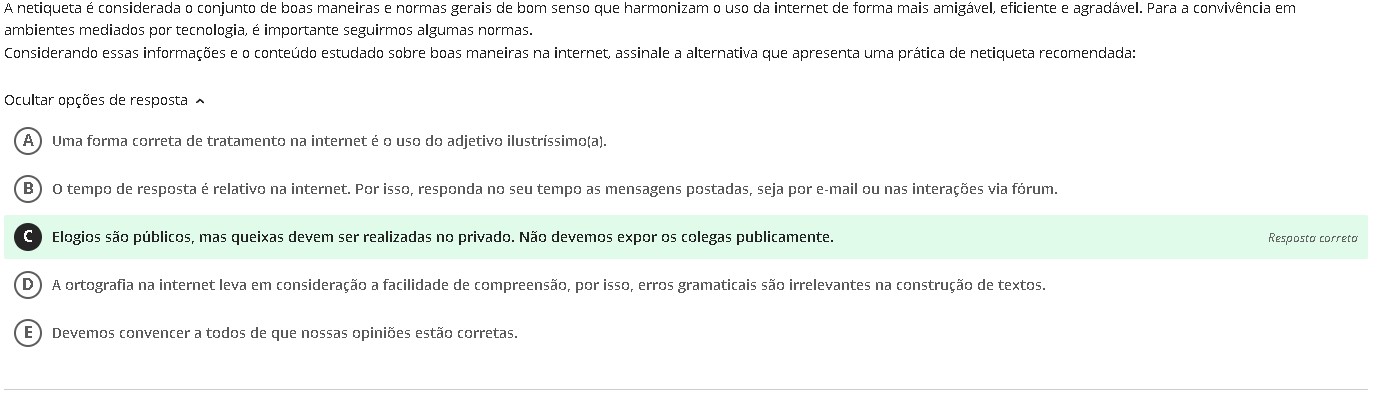 A netiqueta é considerada o conjunto de boas maneiras e normas gerais de bom senso que harmonizam o uso da internet de forma mais amigável, eficiente e agradável. Para a convivência em
ambientes mediados por tecnologia, é importante seguirmos algumas normas.
Considerando essas informações e o conteúdo estudado sobre boas maneiras na internet, assinale a alternativa que apresenta uma prática de netiqueta recomendada:
Ocultar opções de resposta
A Uma forma correta de tratamento na internet é o uso do adjetivo ilustríssimo(a).
B O tempo de resposta é relativo na internet. Por isso, responda no seu tempo as mensagens postadas, seja por e-mail ou nas interações via fórum.
C Elogios são públicos, mas queixas devem ser realizadas no privado. Não devemos expor os colegas publicamente. Resposta correta
D A ortografia na internet leva em consideração a facilidade de compreensão, por isso, erros gramaticais são irrelevantes na construção de textos.
E Devemos convencer a todos de que nossas opiniões estão corretas.